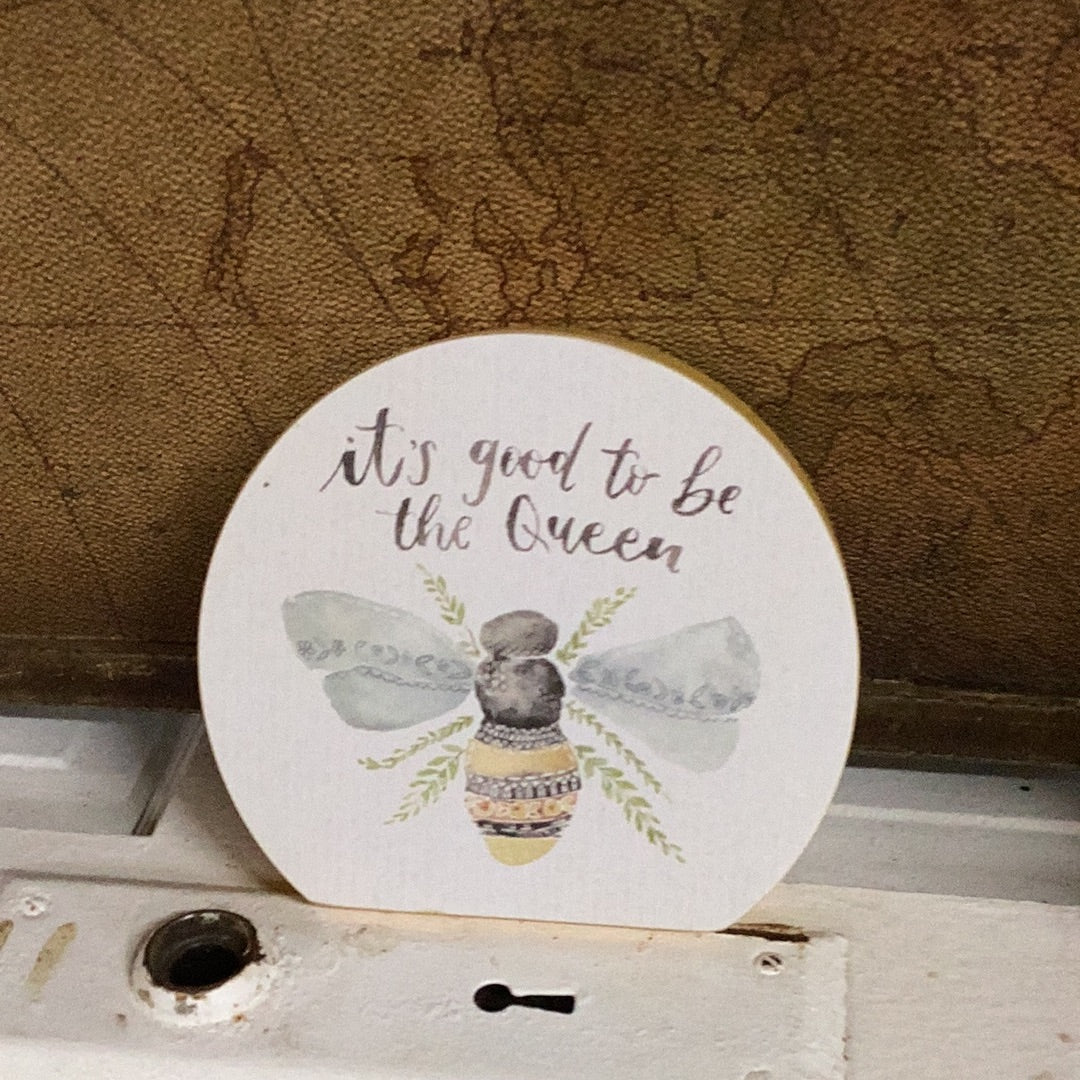 it's good to be
the Queen